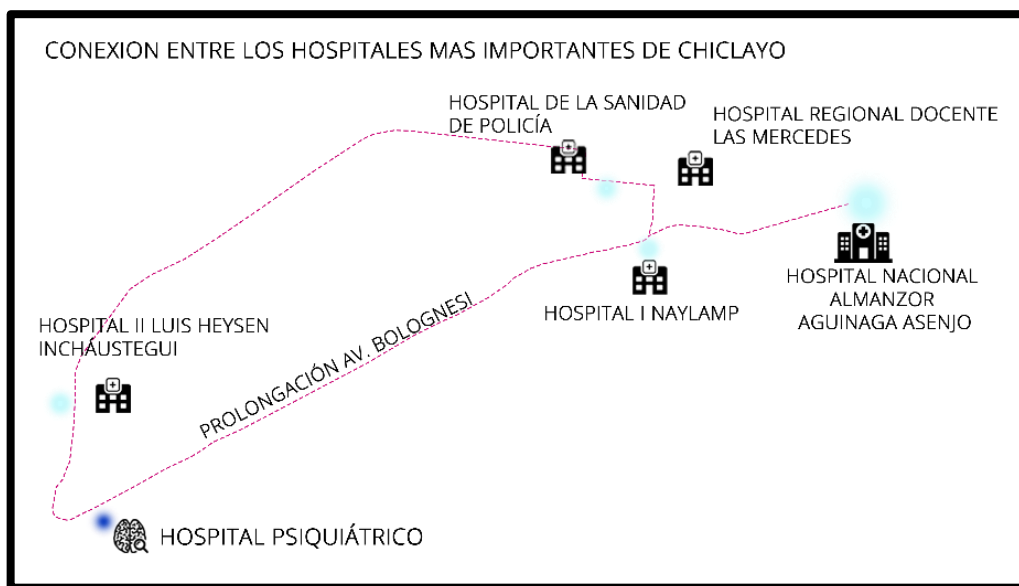 CONEXION ENTRE LOS HOSPITALES MAS IMPORTANTES DE CHICLAYO
HOSPITAL DE LA SANIDAD
DE POLICÍA
HOSPITAL REGIONAL DOCENTE
LAS MERCEDES
HOSPITAL NACIONAL
ALMANZOR
AGUINAGA ASENJO
HOSPITAL I NAYLAMP
HOSPITAL II LUIS HEYSEN
INCHÁUSTEGUI
PROLONGACIÓN AV. BOLOGNESI
HOSPITAL PSIQUIÁTRICO